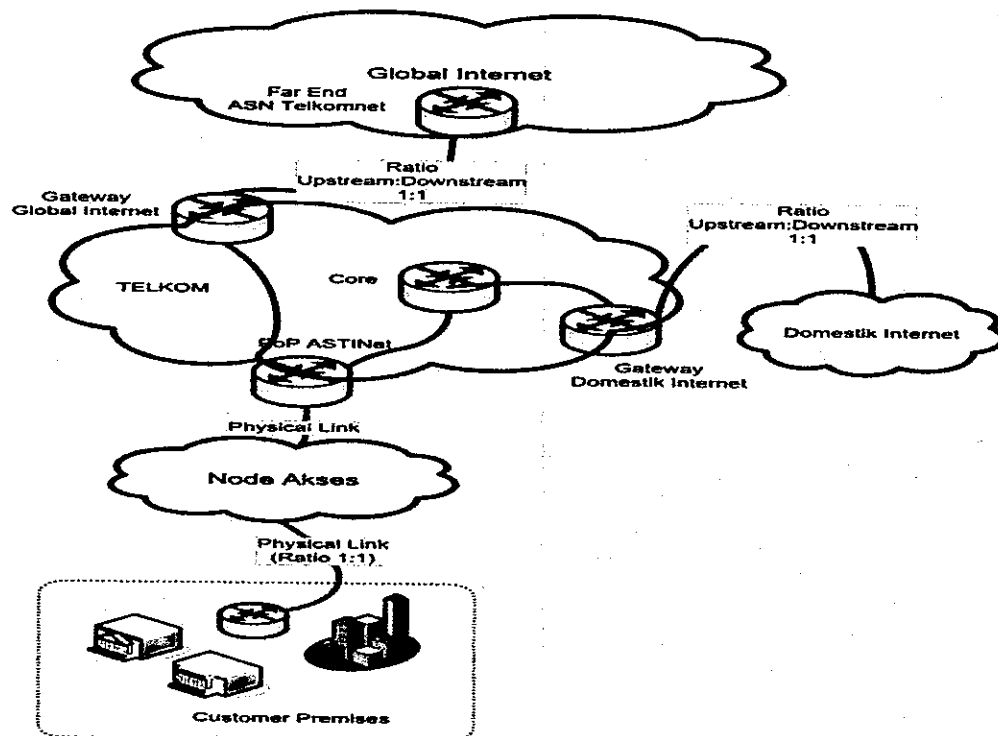 Global Internet
Far End
ASN Telkomnet
Ratio
Upstream:Downstream
1:1
Gateway
Global Internet
Ratio
Upstream:Downstream
1:1
TELKOM
Core
PoP ASTINet
Domestik Internet
Gateway
Domestik Internet
Physical Link
Node Akses
Physical Link
(Ratio 1:1)
Customer Premises